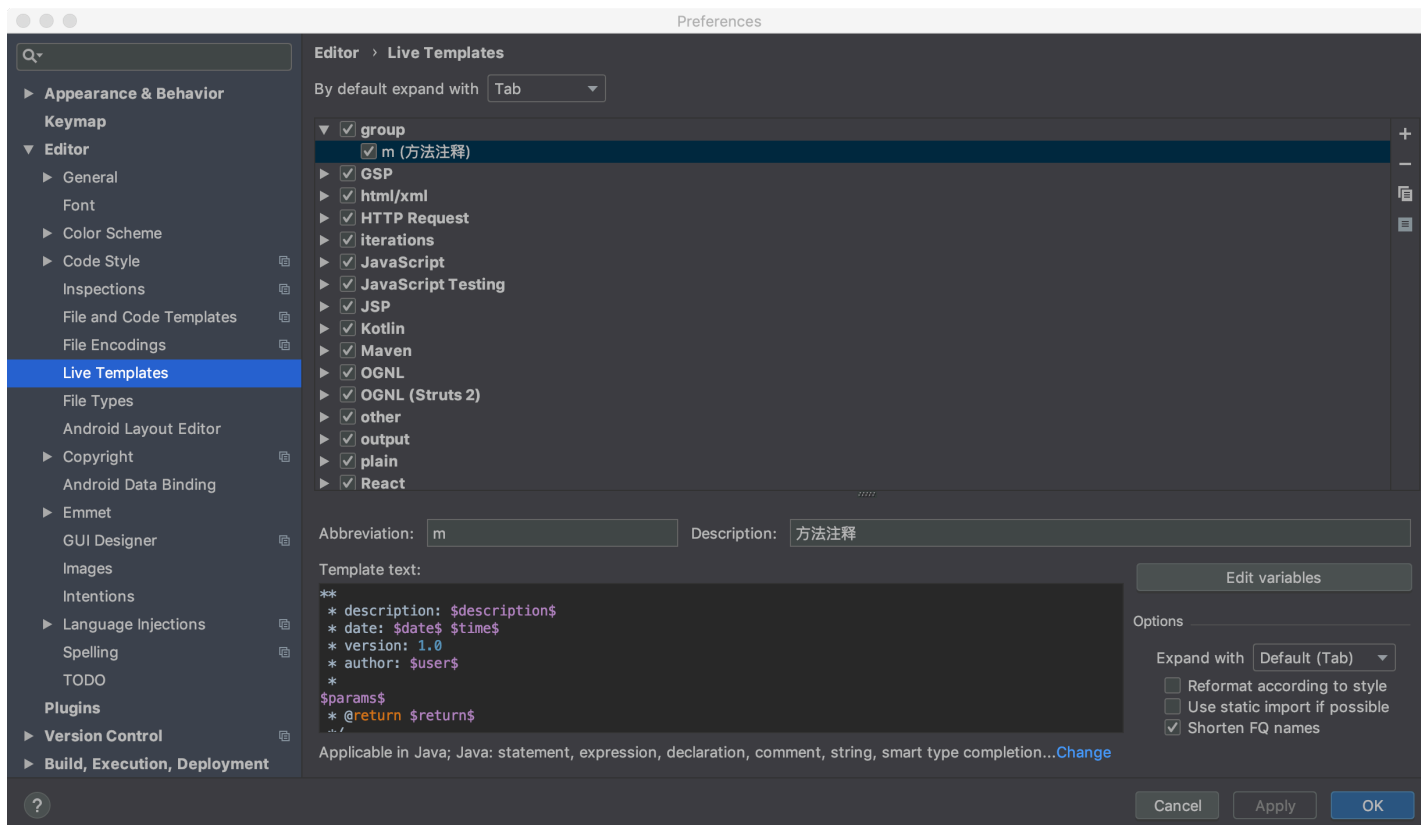 Preferences
Appearance & Behavior
Keymap
Editor
General
Font
Color Scheme
Code Style
Inspections
File and Code Templates
File Encodings
Live Templates
File Types
Android Layout Editor
Copyright
Android Data Binding
Emmet
GUI Designer
Images
Intentions
Language Injections
Spelling
TODO
Plugins
Version Control
Build, Execution, Deployment
?
Editor › Live Templates
By default expand with Tab
group
m (方法注释)
GSP
html/xml
HTTP Request
iterations
JavaScript
JavaScript Testing
JSP
Kotlin
Maven
OGNL
OGNL (Struts 2)
other
output
plain
React
Abbreviation: m Description: 方法注释
Template text:
**
* description: $description$
* date: $date$ $time$
* version: 1.0
* author: $user$
*
$params$
* @return $return$
*/
Applicable in Java; Java: statement, expression, declaration, comment, string, smart type completion...Change
Edit variables
Options
Expand with Default (Tab)
Reformat according to style
Use static import if possible
Shorten FQ names
Cancel Apply OK